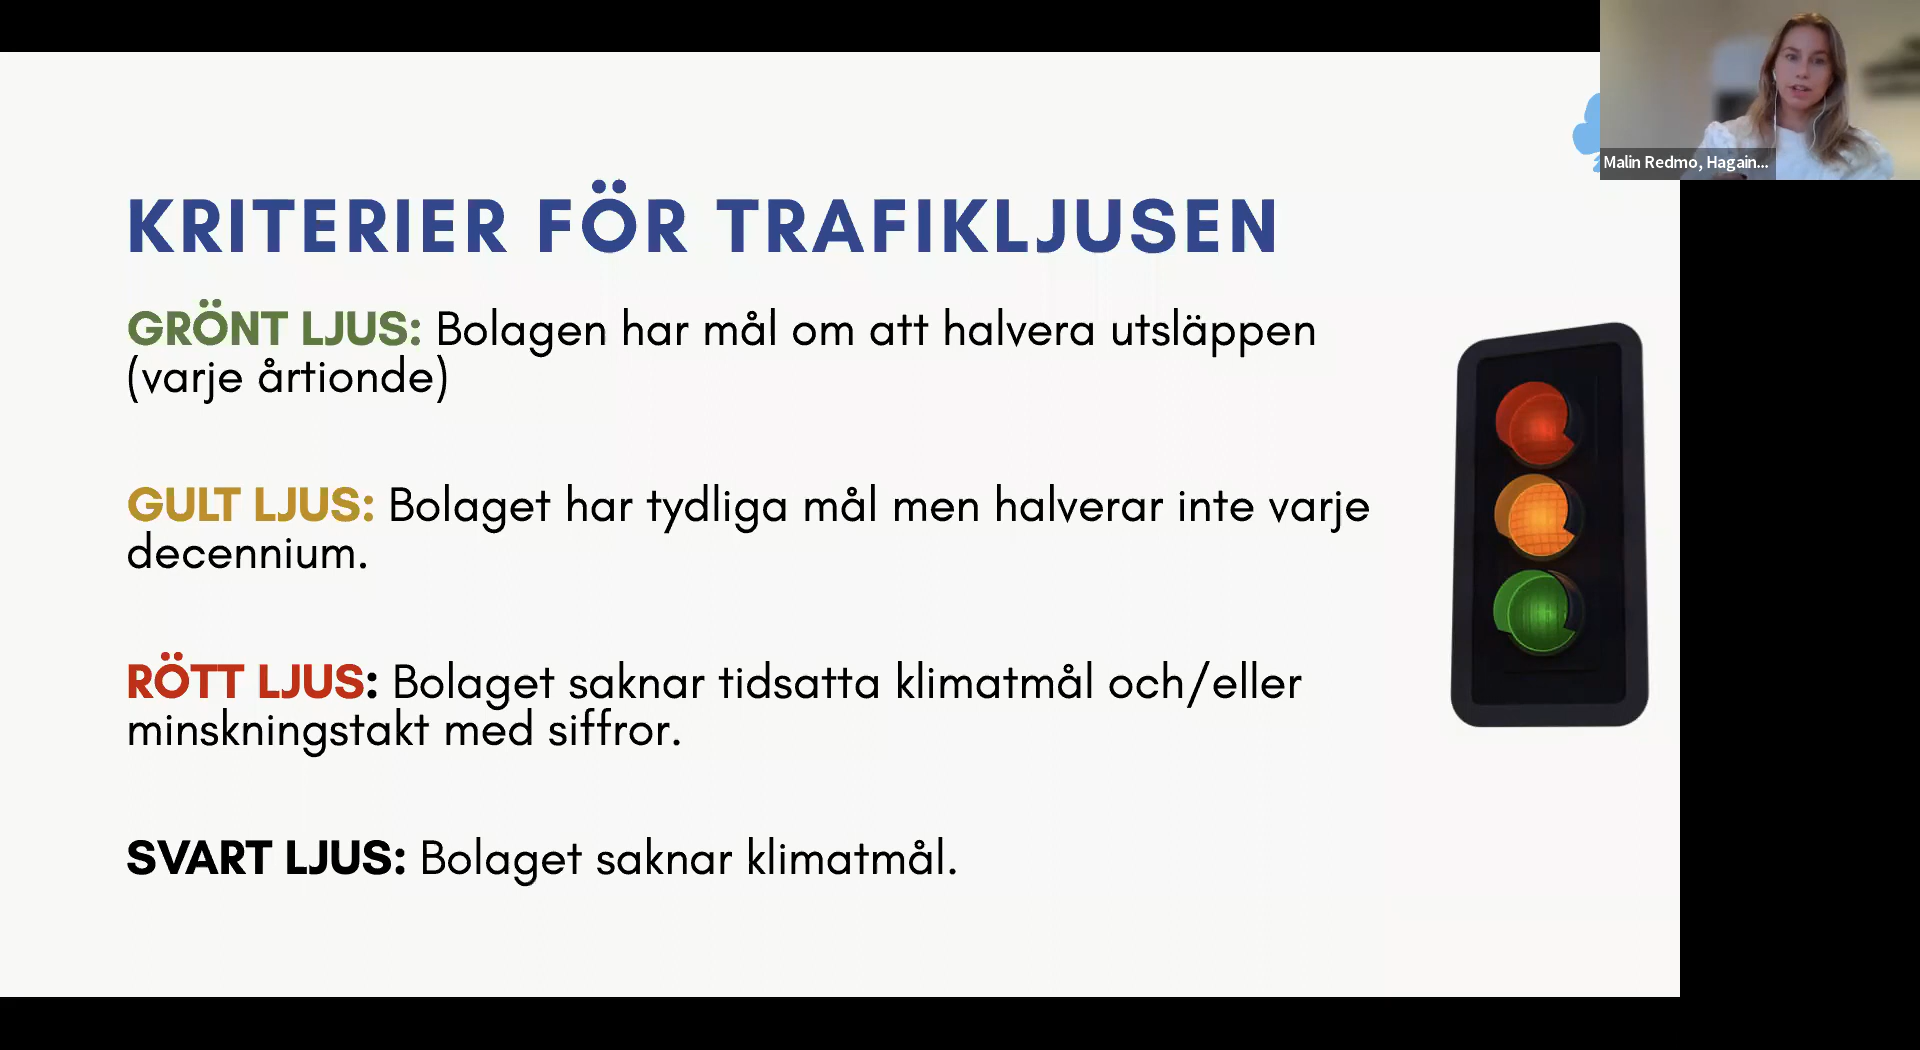 KRITERIER FÖR TRAFIKLJUSEN
GRÖNT LJUS: Bolagen har mål om att halvera utsläppen
(varje årtionde)
GULT LJUS: Bolaget har tydliga mål men halverar inte varje
decennium.
RÖTT LJUS: Bolaget saknar tidsatta klimatmål och/eller
minskningstakt med siffror.
SVART LJUS: Bolaget saknar klimatmål.
Malin Redmo, Hagain...